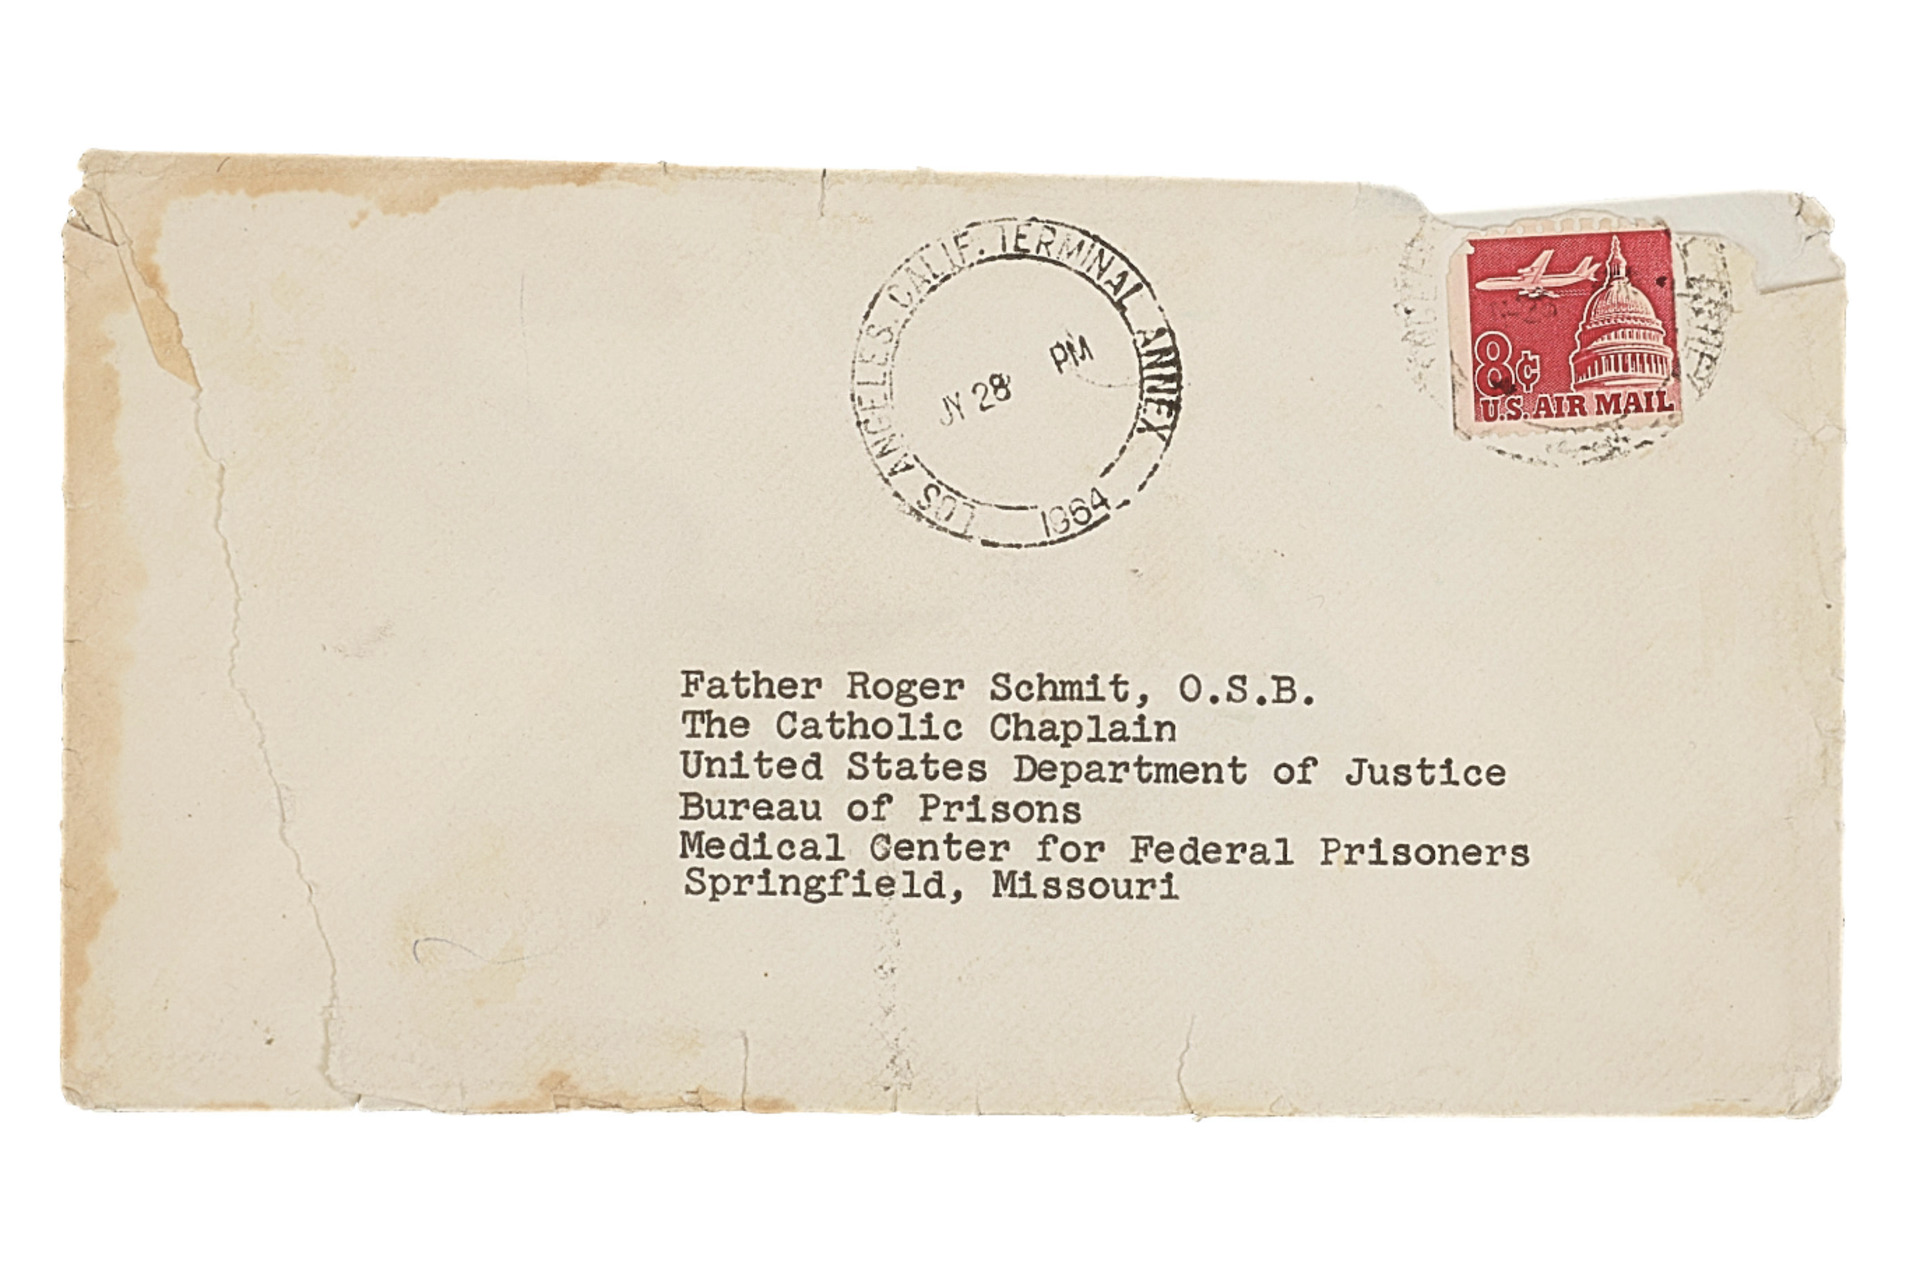 LOS ANGELES CALIF. TERMINAL ANNEX
JY 28 PM
1964
8¢
U.S. AIR MAIL
Father Roger Schmit, O.S.B.
The Catholic Chaplain
United States Department of Justice
Bureau of Prisons
Medical Center for Federal Prisoners
Springfield, Missouri